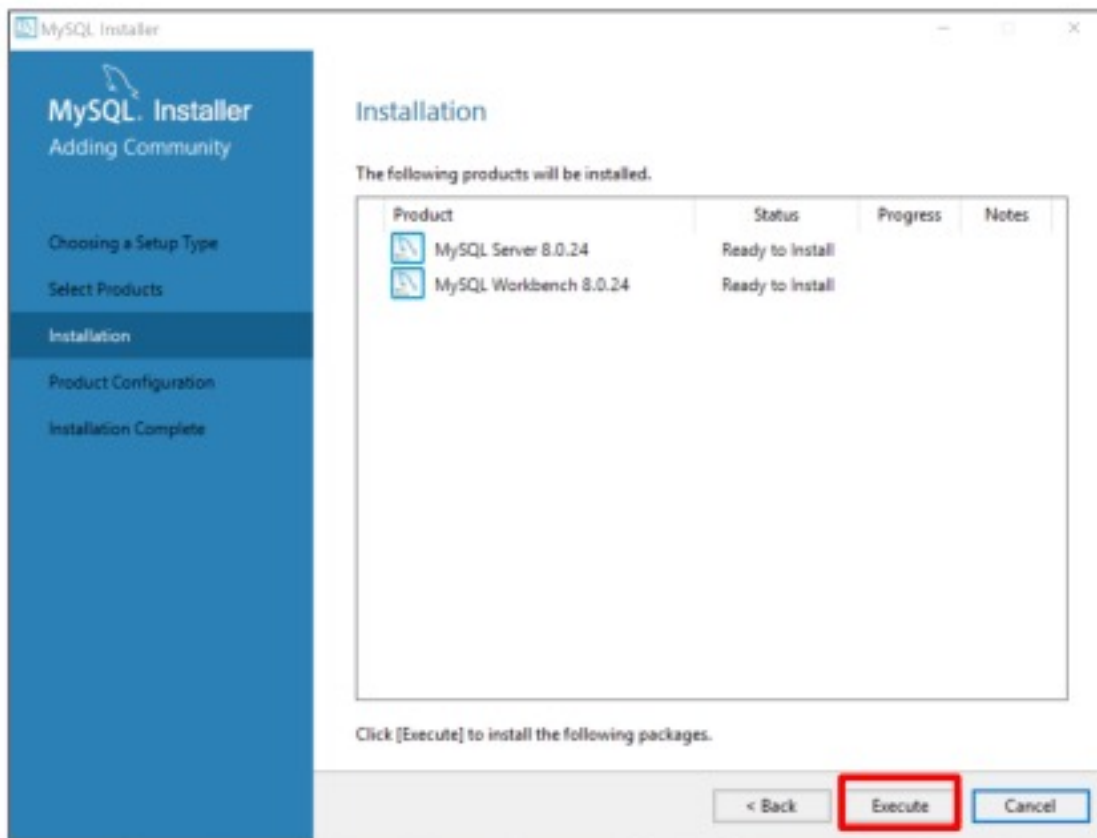 MySQL Installer
MySQL. Installer
Adding Community
Choosing a Setup Type
Select Products
Installation
Product Configuration
Installation Complete
Installation
The following products will be installed.
Product Status Progress Notes
MySQL Server 8.0.24 Ready to Install
MySQL Workbench 8.0.24 Ready to Install
Click [Execute] to install the following packages.
< Back Execute Cancel